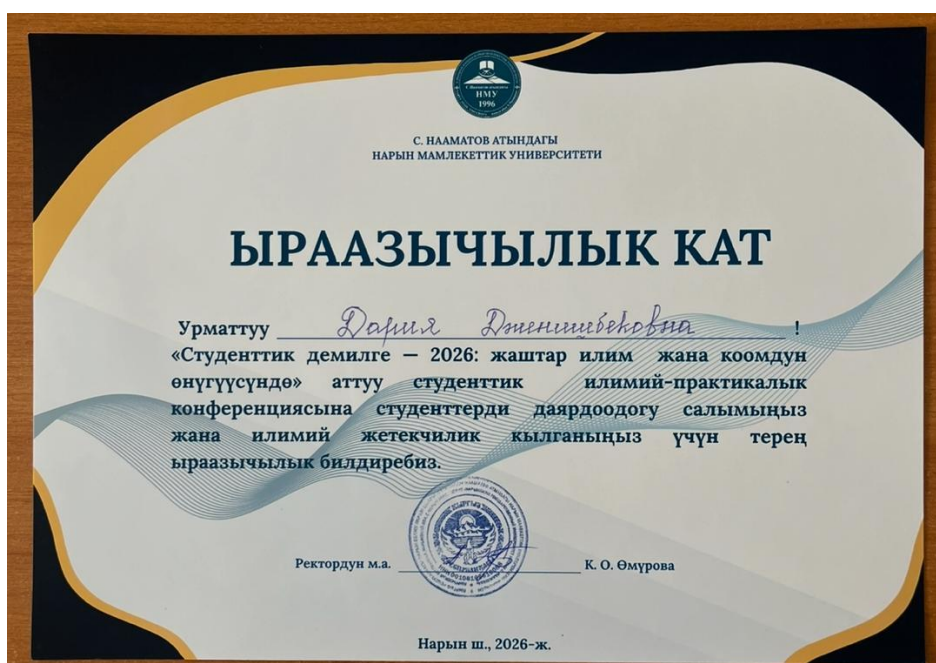 НМУ
1996
С. НААМАТОВ АТЫНДАГЫ
НАРЫН МАМЛЕКЕТТИК УНИВЕРСИТЕТИ
ЫРААЗЫЧЫЛЫК КАТ
Урматтуу Дария Дженишбековна !
«Студенттик демилге — 2026: жаштар илим жана коомдун
өнүгүүсүндө» аттуу студенттик илимий-практикалык
конференциясына студенттерди даярдоодогу салымыңыз
жана илимий жетекчилик кылганыңыз үчүн терең
ыраазычылык билдиребиз.
Ректордун м.а. К. О. Өмүрова
Нарын ш., 2026-ж.